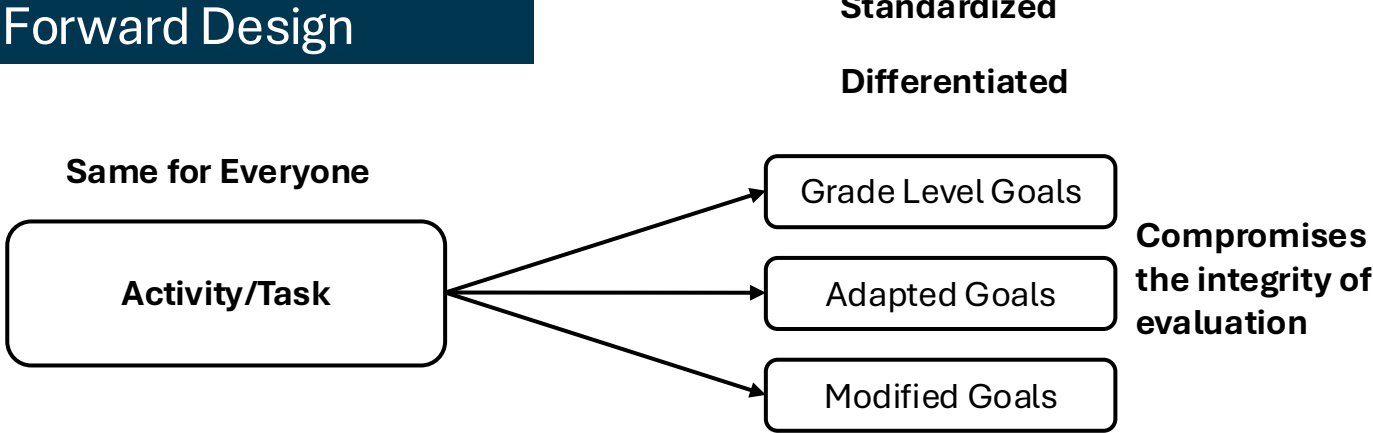 Forward Design
Standardized
Differentiated
Same for Everyone
Activity/Task
Grade Level Goals
Adapted Goals
Modified Goals
Compromises
the integrity of
evaluation